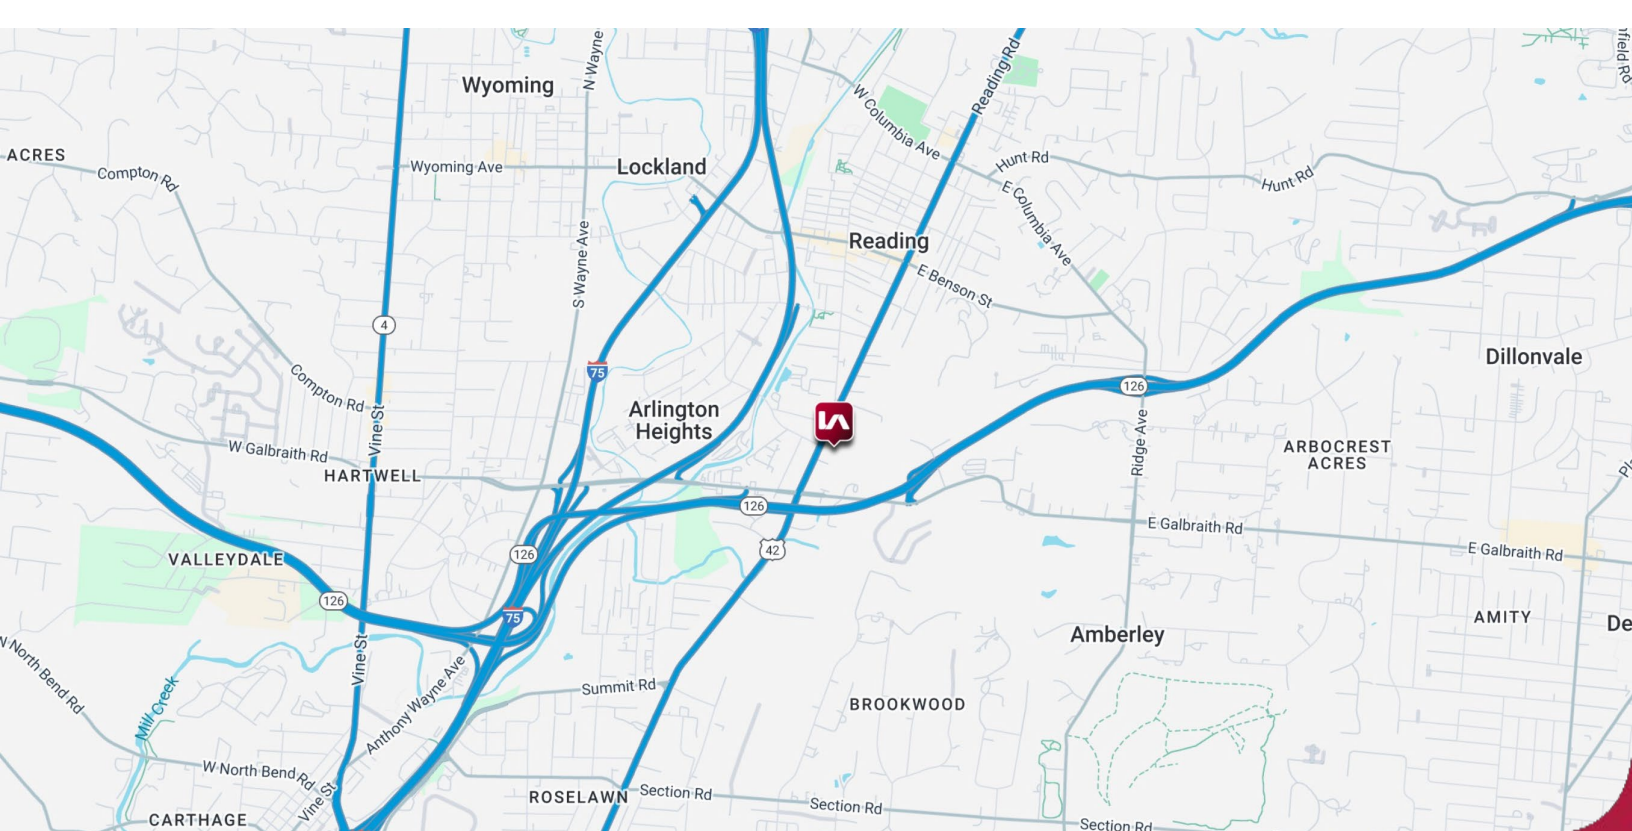 Wyoming
N Wayne
Reading Rd
W Columbia Ave
ACRES
Compton Rd
Wyoming Ave
Lockland
Hunt Rd
Hunt Rd
E Columbia Ave
S Wayne Ave
Reading
E Benson St
4
75
Dillonvale
126
Compton Rd
Vine St
Arlington
Heights
W Galbraith Rd
HARTWELL
Ridge Ave
ARBOCREST
ACRES
126
E Galbraith Rd
E Galbraith Rd
126
42
VALLEYDALE
126
75
AMITY
De
Amberley
Vine St
W North Bend Rd
Mill Creek
Anthony Wayne Ave
Summit Rd
BROOKWOOD
W North Bend Rd
Vine St
ROSELAWN
Section Rd
Section Rd
CARTHAGE
Section Rd